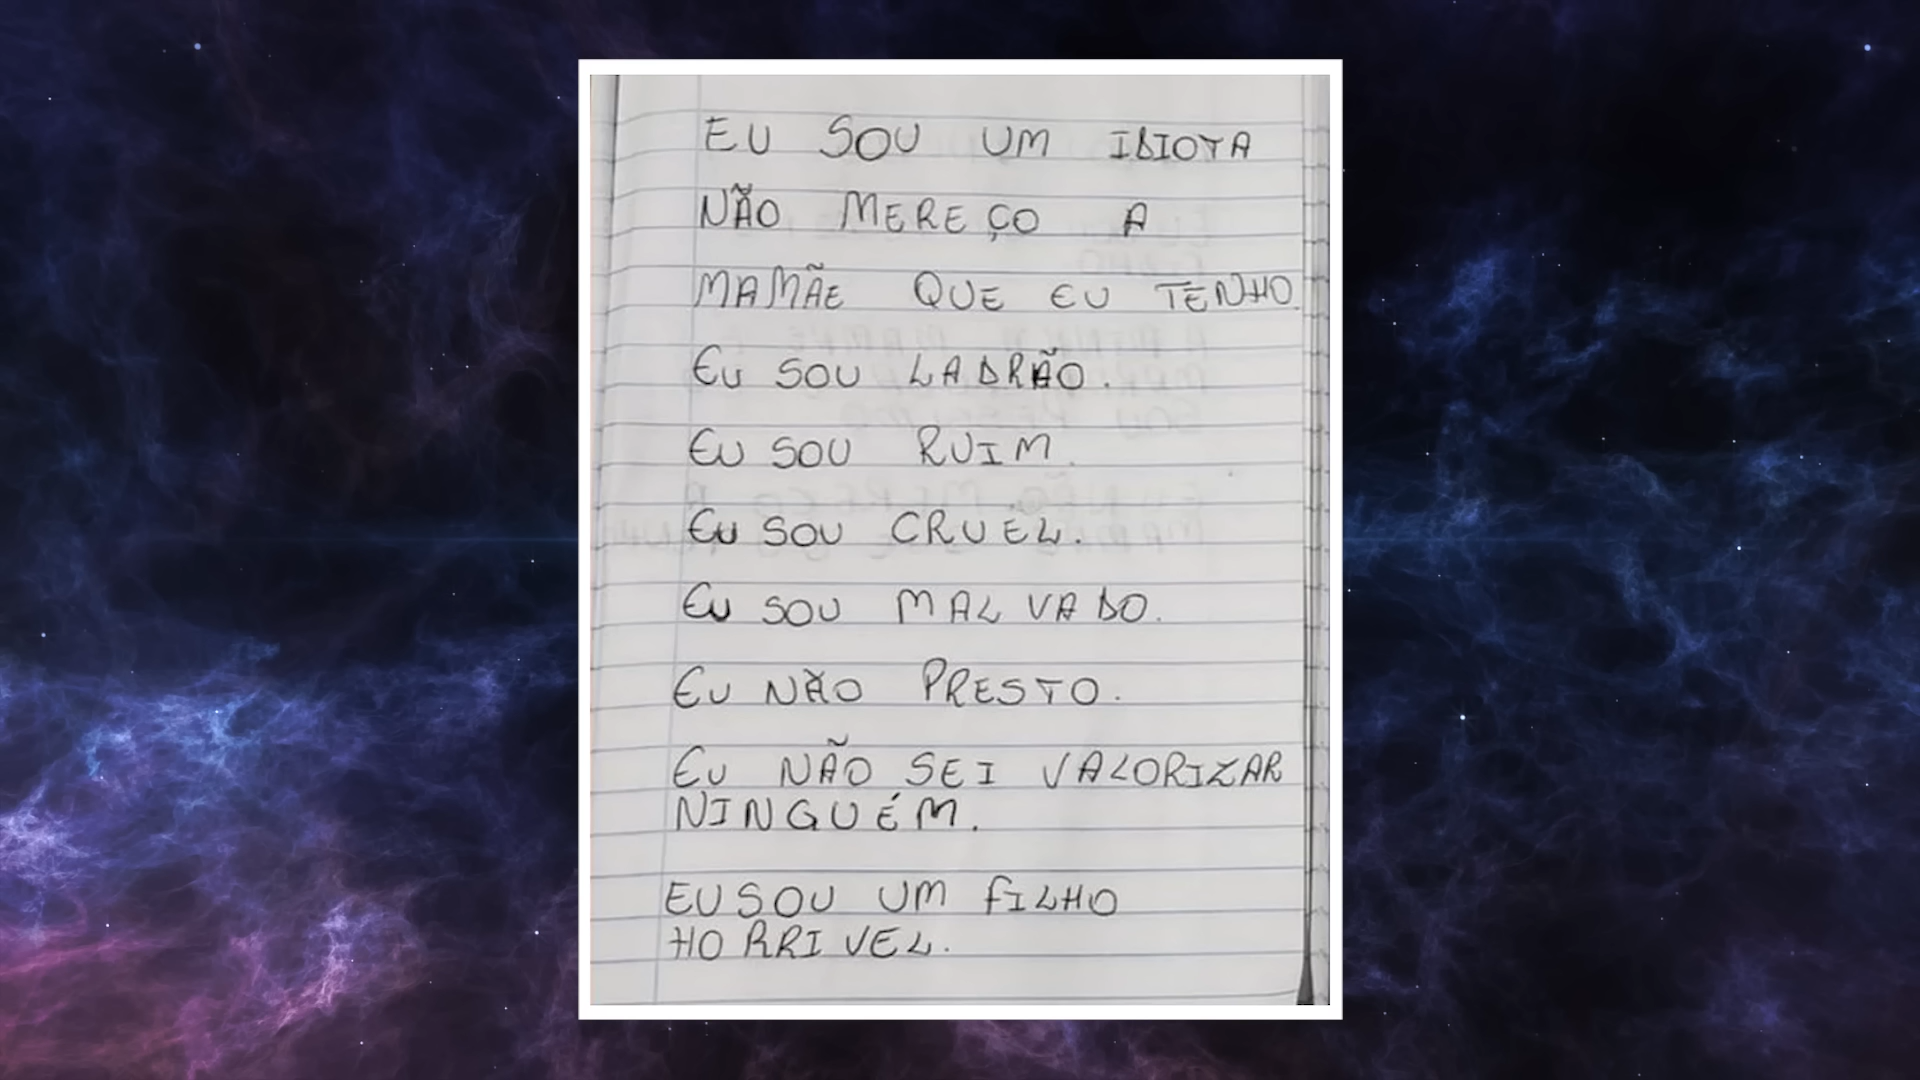 EU SOU UM IDIOTA
NÃO MEREÇO A
MAMÃE QUE EU TENHO.
EU SOU LADRÃO.
EU SOU RUIM.
EU SOU CRUEL.
EU SOU MALVADO.
EU NÃO PRESTO.
EU NÃO SEI VALORIZAR
NINGUÉM.
EU SOU UM FILHO
HORRIVEL.